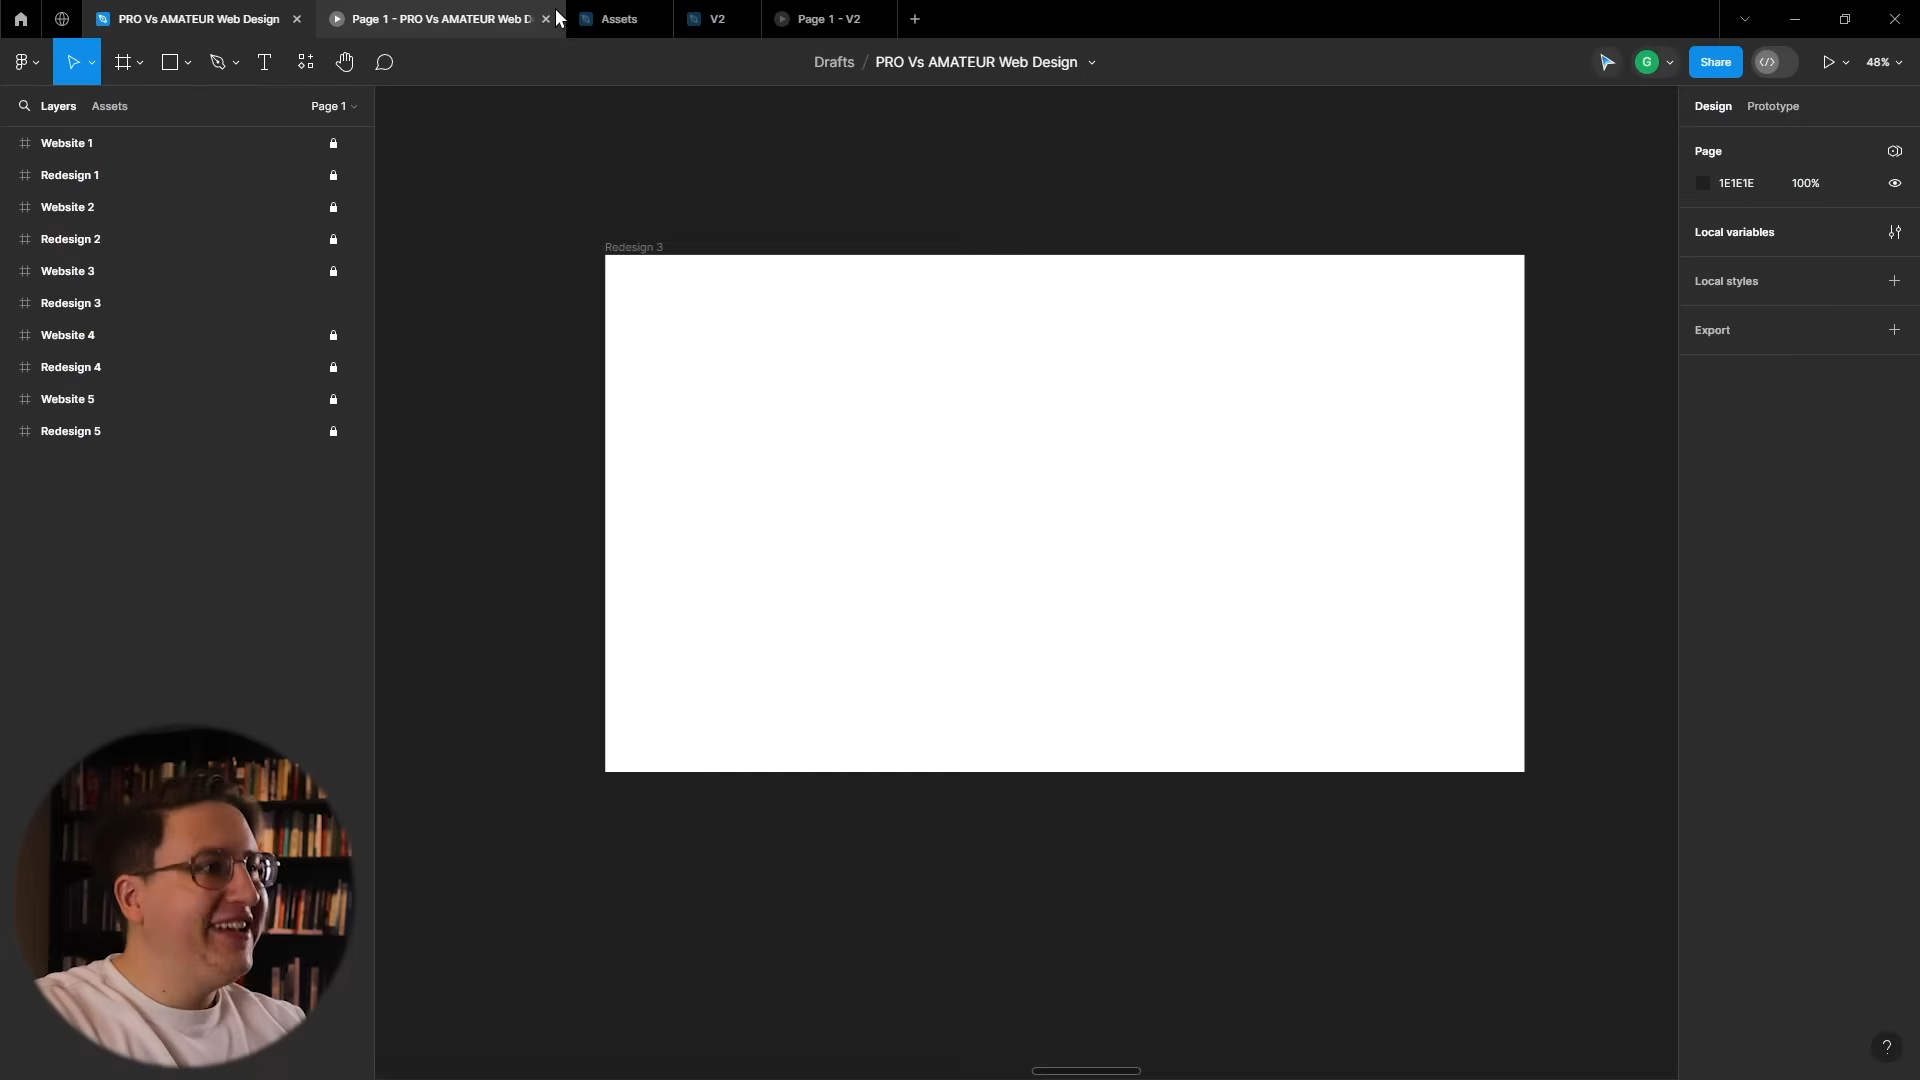 PRO Vs AMATEUR Web Design
Page 1 - PRO Vs AMATEUR Web D
Assets
V2
Page 1 - V2
Drafts / PRO Vs AMATEUR Web Design
G
Share
48%
Layers
Assets
Page 1
Website 1
Redesign 1
Website 2
Redesign 2
Website 3
Redesign 3
Website 4
Redesign 4
Website 5
Redesign 5
Redesign 3
Design
Prototype
Page
1E1E1E
100%
Local variables
Local styles
Export
?